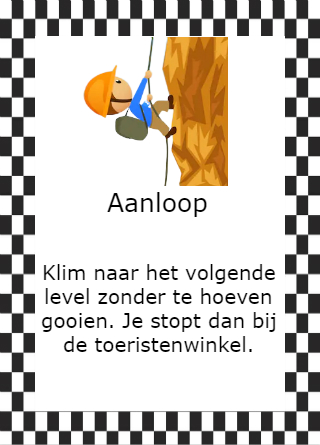 Aanloop
Klim naar het volgende
level zonder te hoeven
gooien. Je stopt dan bij
de toeristenwinkel.